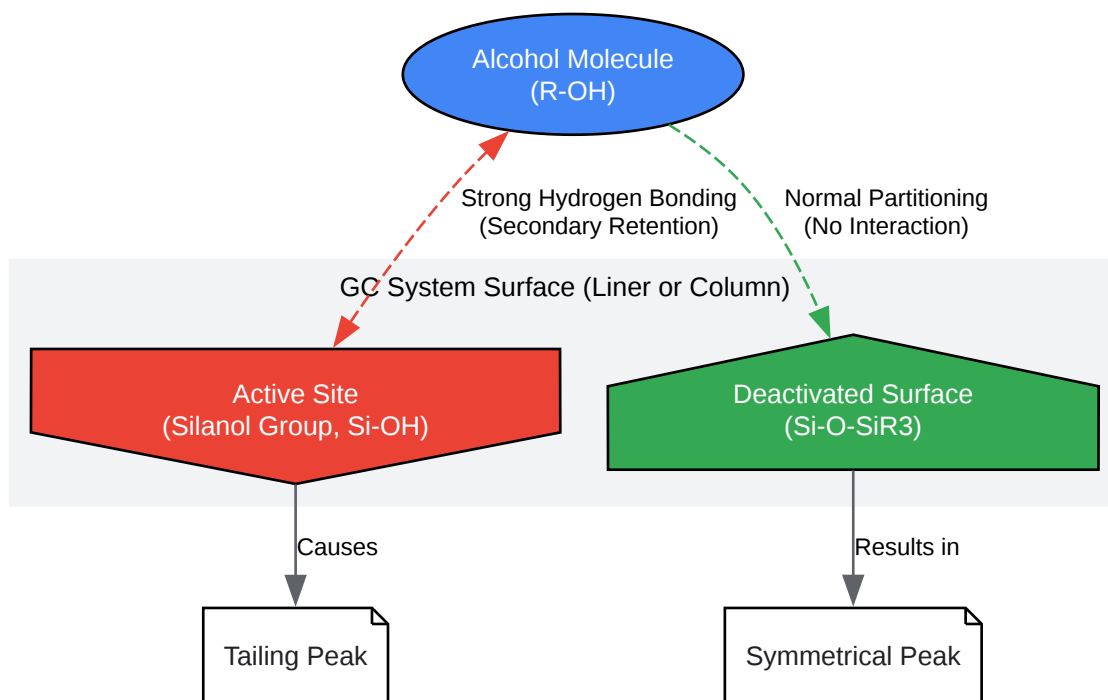 Alcohol Molecule
(R-OH)
Strong Hydrogen Bonding
(Secondary Retention)
Normal Partitioning
(No Interaction)
GC System Surface (Liner or Column)
Active Site
(Silanol Group, Si-OH)
Deactivated Surface
(Si-O-SiR3)
Causes
Results in
Tailing Peak
Symmetrical Peak